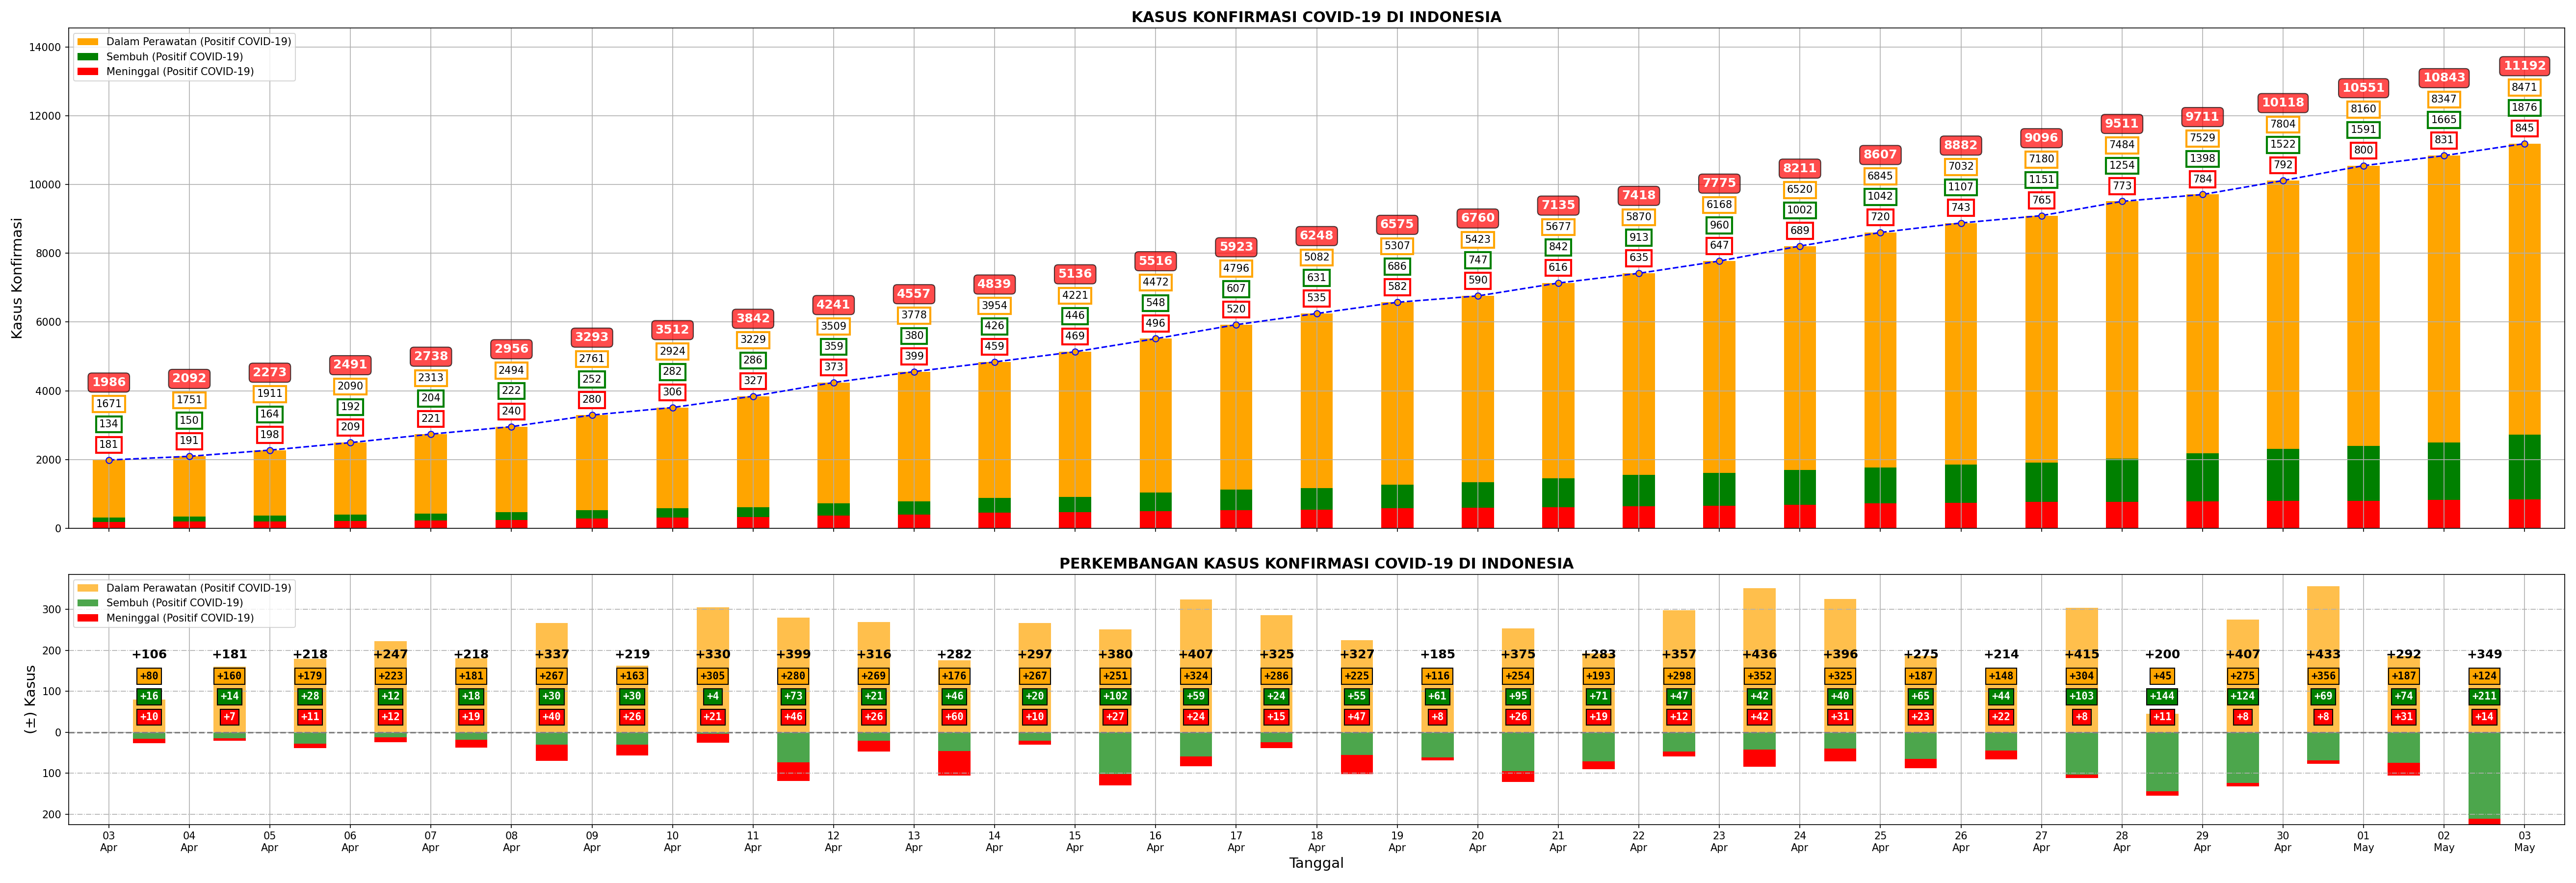 KASUS KONFIRMASI COVID-19 DI INDONESIA
Dalam Perawatan (Positif COVID-19)
Sembuh (Positif COVID-19)
Meninggal (Positif COVID-19)
Kasus Konfirmasi
14000
12000
10000
8000
6000
4000
2000
0
1986 2092 2273 2491 2738 2956 3293 3512 3842 4241 4557 4839 5136 5516 5923 6248 6575 6760 7135 7418 7775 8211 8607 8882 9096 9511 9711 10118 10551 10843 11192
1671 1751 1911 2090 2313 2494 2761 2924 3229 3509 3778 3954 4221 4472 4796 5082 5307 5423 5677 5870 6168 6520 6845 7032 7180 7484 7529 7804 8160 8347 8471
134 150 164 192 204 222 252 282 286 359 380 426 446 548 607 631 686 747 842 913 960 1002 1042 1107 1151 1254 1398 1522 1591 1665 1876
181 191 198 209 221 240 280 306 327 373 399 459 469 496 520 535 582 590 616 635 647 689 720 743 765 773 784 792 800 831 845
PERKEMBANGAN KASUS KONFIRMASI COVID-19 DI INDONESIA
Dalam Perawatan (Positif COVID-19)
Sembuh (Positif COVID-19)
Meninggal (Positif COVID-19)
(±) Kasus
300
200
100
0
100
200
+106 +181 +218 +247 +218 +337 +219 +330 +399 +316 +282 +297 +380 +407 +325 +327 +185 +375 +283 +357 +436 +396 +275 +214 +415 +200 +407 +433 +292 +349
+80 +160 +179 +223 +181 +267 +163 +305 +280 +269 +176 +267 +251 +324 +286 +225 +116 +254 +193 +298 +352 +325 +187 +148 +304 +45 +275 +356 +187 +124
+16 +14 +28 +12 +18 +30 +30 +4 +73 +21 +46 +20 +102 +59 +24 +55 +61 +95 +71 +47 +42 +40 +65 +44 +103 +144 +124 +69 +74 +211
+10 +7 +11 +12 +19 +40 +26 +21 +46 +26 +60 +10 +27 +24 +15 +47 +8 +26 +19 +12 +42 +31 +23 +22 +8 +11 +8 +8 +31 +14
03 04 05 06 07 08 09 10 11 12 13 14 15 16 17 18 19 20 21 22 23 24 25 26 27 28 29 30 01 02 03
Apr Apr Apr Apr Apr Apr Apr Apr Apr Apr Apr Apr Apr Apr Apr Apr Apr Apr Apr Apr Apr Apr Apr Apr Apr Apr Apr Apr May May May
Tanggal